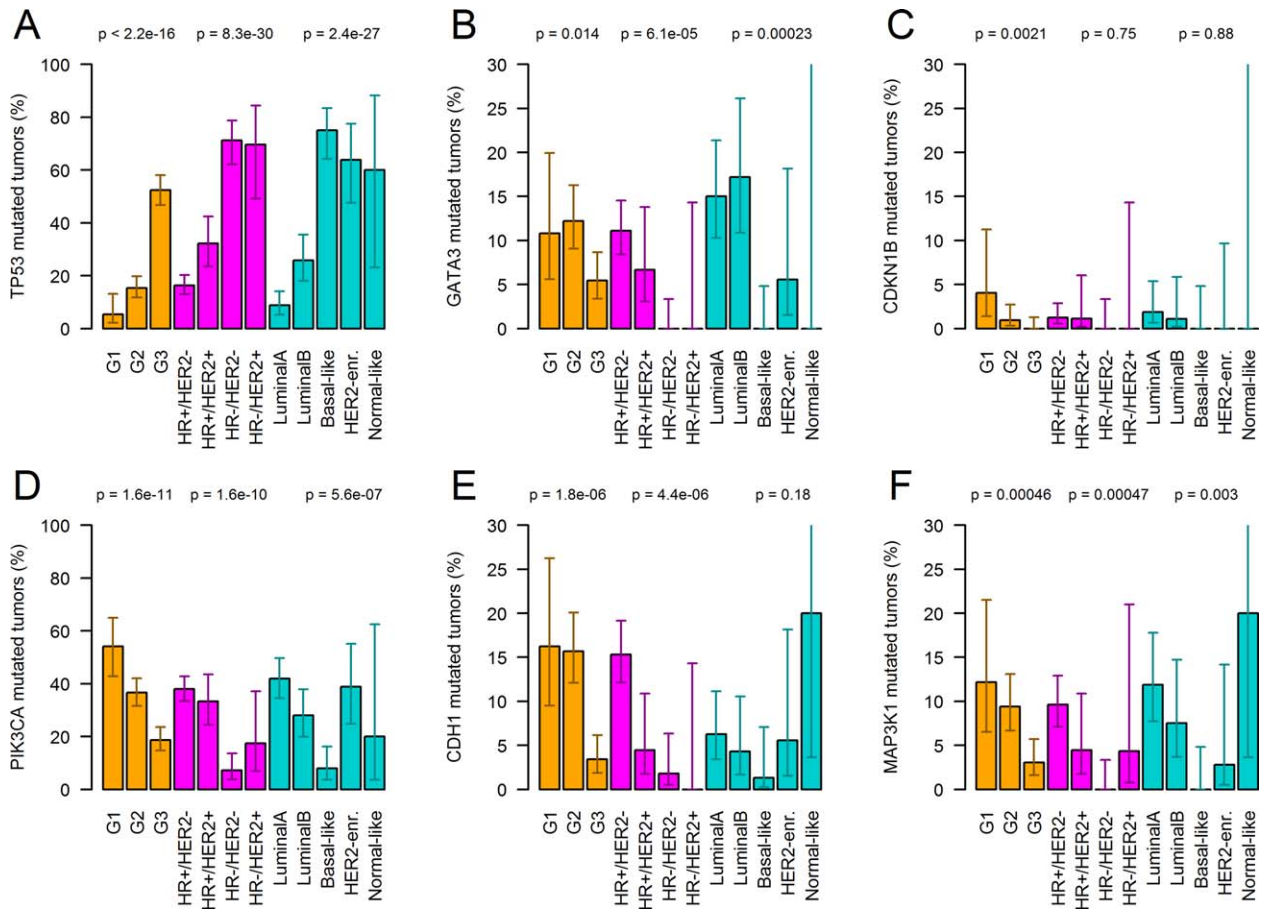 A
p < 2.2e-16
p = 8.3e-30
p = 2.4e-27
TP53 mutated tumors (%)
100
80
60
40
20
0
G1
G2
G3
HR+/HER2-
HR+/HER2+
HR-/HER2-
HR-/HER2+
LuminalA
LuminalB
Basal-like
HER2-enr.
Normal-like
B
p = 0.014
p = 6.1e-05
p = 0.00023
GATA3 mutated tumors (%)
30
25
20
15
10
5
0
G1
G2
G3
HR+/HER2-
HR+/HER2+
HR-/HER2-
HR-/HER2+
LuminalA
LuminalB
Basal-like
HER2-enr.
Normal-like
C
p = 0.0021
p = 0.75
p = 0.88
CDKN1B mutated tumors (%)
30
25
20
15
10
5
0
G1
G2
G3
HR+/HER2-
HR+/HER2+
HR-/HER2-
HR-/HER2+
LuminalA
LuminalB
Basal-like
HER2-enr.
Normal-like
D
p = 1.6e-11
p = 1.6e-10
p = 5.6e-07
PIK3CA mutated tumors (%)
100
80
60
40
20
0
G1
G2
G3
HR+/HER2-
HR+/HER2+
HR-/HER2-
HR-/HER2+
LuminalA
LuminalB
Basal-like
HER2-enr.
Normal-like
E
p = 1.8e-06
p = 4.4e-06
p = 0.18
CDH1 mutated tumors (%)
30
25
20
15
10
5
0
G1
G2
G3
HR+/HER2-
HR+/HER2+
HR-/HER2-
HR-/HER2+
LuminalA
LuminalB
Basal-like
HER2-enr.
Normal-like
F
p = 0.00046
p = 0.00047
p = 0.003
MAP3K1 mutated tumors (%)
30
25
20
15
10
5
0
G1
G2
G3
HR+/HER2-
HR+/HER2+
HR-/HER2-
HR-/HER2+
LuminalA
LuminalB
Basal-like
HER2-enr.
Normal-like